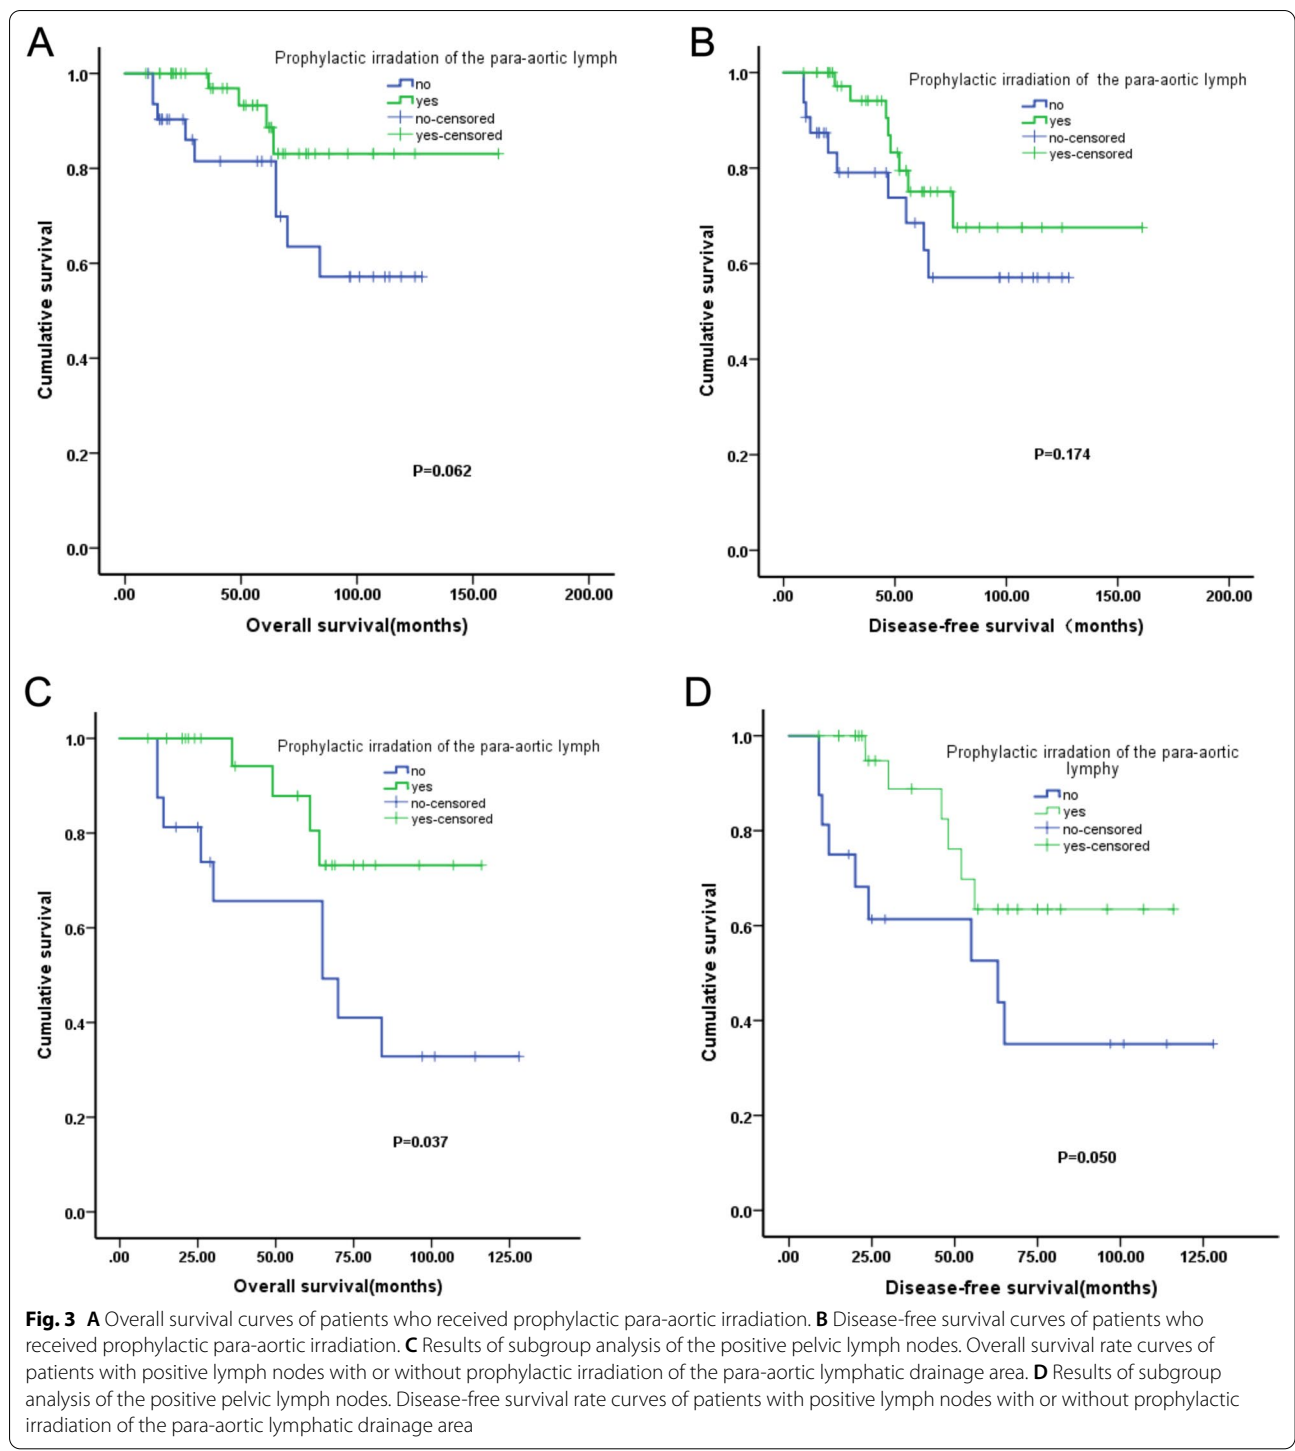 A
Prophylactic irradation of the para-aortic lymph
no
yes
no-censored
yes-censored
1.0
0.8
0.6
0.4
0.2
0.0
Cumulative survival
P=0.062
.00
50.00
100.00
150.00
200.00
Overall survival(months)
B
Prophylactic irradiation of the para-aortic lymph
no
yes
no-censored
yes-censored
1.0
0.8
0.6
0.4
0.2
0.0
Cumulative survival
P=0.174
.00
50.00
100.00
150.00
200.00
Disease-free survival（months)
C
Prophylactic irradation of the para-aortic lymph
no
yes
no-censored
yes-censored
1.0
0.8
0.6
0.4
0.2
0.0
Cumulative survival
P=0.037
.00
25.00
50.00
75.00
100.00
125.00
Overall survival(months)
D
Prophylactic irradation of the para-aortic
lymphy
no
yes
no-censored
yes-censored
1.0
0.8
0.6
0.4
0.2
0.0
Cumulative survival
P=0.050
.00
25.00
50.00
75.00
100.00
125.00
Disease-free survival(months)
Fig. 3 A Overall survival curves of patients who received prophylactic para-aortic irradiation. B Disease-free survival curves of patients who
received prophylactic para-aortic irradiation. C Results of subgroup analysis of the positive pelvic lymph nodes. Overall survival rate curves of
patients with positive lymph nodes with or without prophylactic irradiation of the para-aortic lymphatic drainage area. D Results of subgroup
analysis of the positive pelvic lymph nodes. Disease-free survival rate curves of patients with positive lymph nodes with or without prophylactic
irradiation of the para-aortic lymphatic drainage area